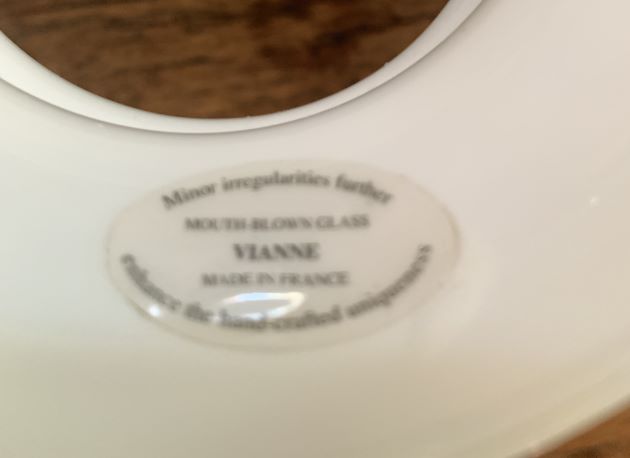 Minor irregularities further
MOUTH-BLOWN GLASS
VIANNE
MADE IN FRANCE
enhance the hand-crafted uniqueness